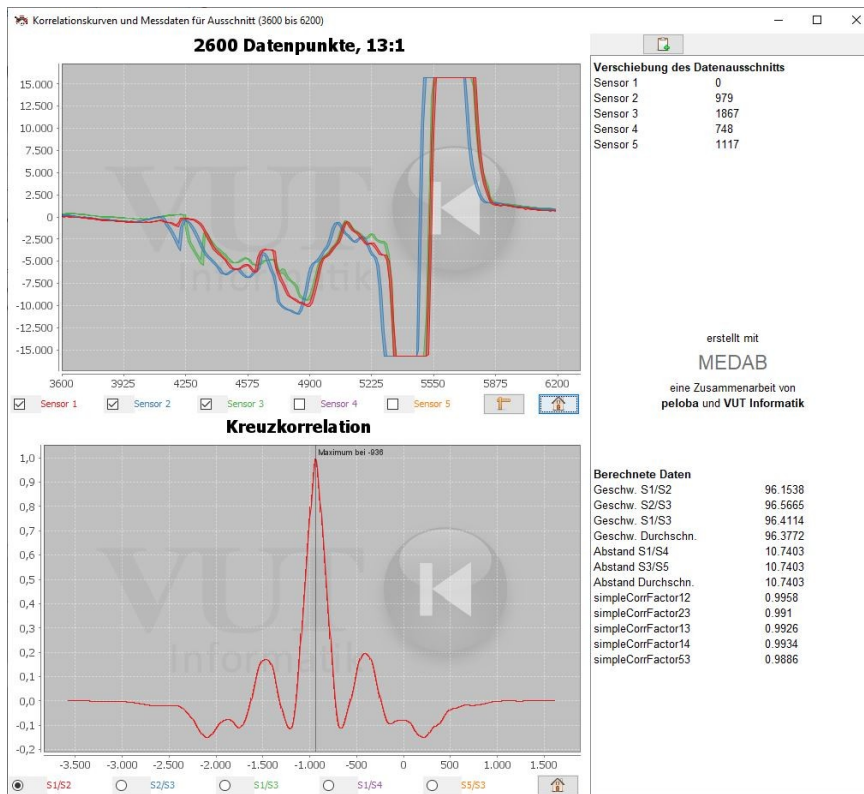 Korrelationskurven und Messdaten für Ausschnitt (3600 bis 6200)
2600 Datenpunkte, 13:1
15.000
12.500
10.000
7.500
5.000
2.500
0
-2.500
-5.000
-7.500
-10.000
-12.500
-15.000
VUT
Informatik
3600 3925 4250 4575 4900 5225 5550 5875 6200
Sensor 1 Sensor 2 Sensor 3 Sensor 4 Sensor 5
Kreuzkorrelation
Maximum bei -936
1,0
0,9
0,8
0,7
0,6
0,5
0,4
0,3
0,2
0,1
0,0
-0,1
-0,2
VUT
Informatik
-3.500 -3.000 -2.500 -2.000 -1.500 -1.000 -500 0 500 1.000 1.500
S1/S2 S2/S3 S1/S3 S1/S4 S5/S3
Verschiebung des Datenausschnitts
Sensor 1 0
Sensor 2 979
Sensor 3 1867
Sensor 4 748
Sensor 5 1117
erstellt mit
MEDAB
eine Zusammenarbeit von
peloba und VUT Informatik
Berechnete Daten
Geschw. S1/S2 96.1538
Geschw. S2/S3 96.5665
Geschw. S1/S3 96.4114
Geschw. Durchschn. 96.3772
Abstand S1/S4 10.7403
Abstand S3/S5 10.7403
Abstand Durchschn. 10.7403
simpleCorrFactor12 0.9958
simpleCorrFactor23 0.991
simpleCorrFactor13 0.9926
simpleCorrFactor14 0.9934
simpleCorrFactor53 0.9886